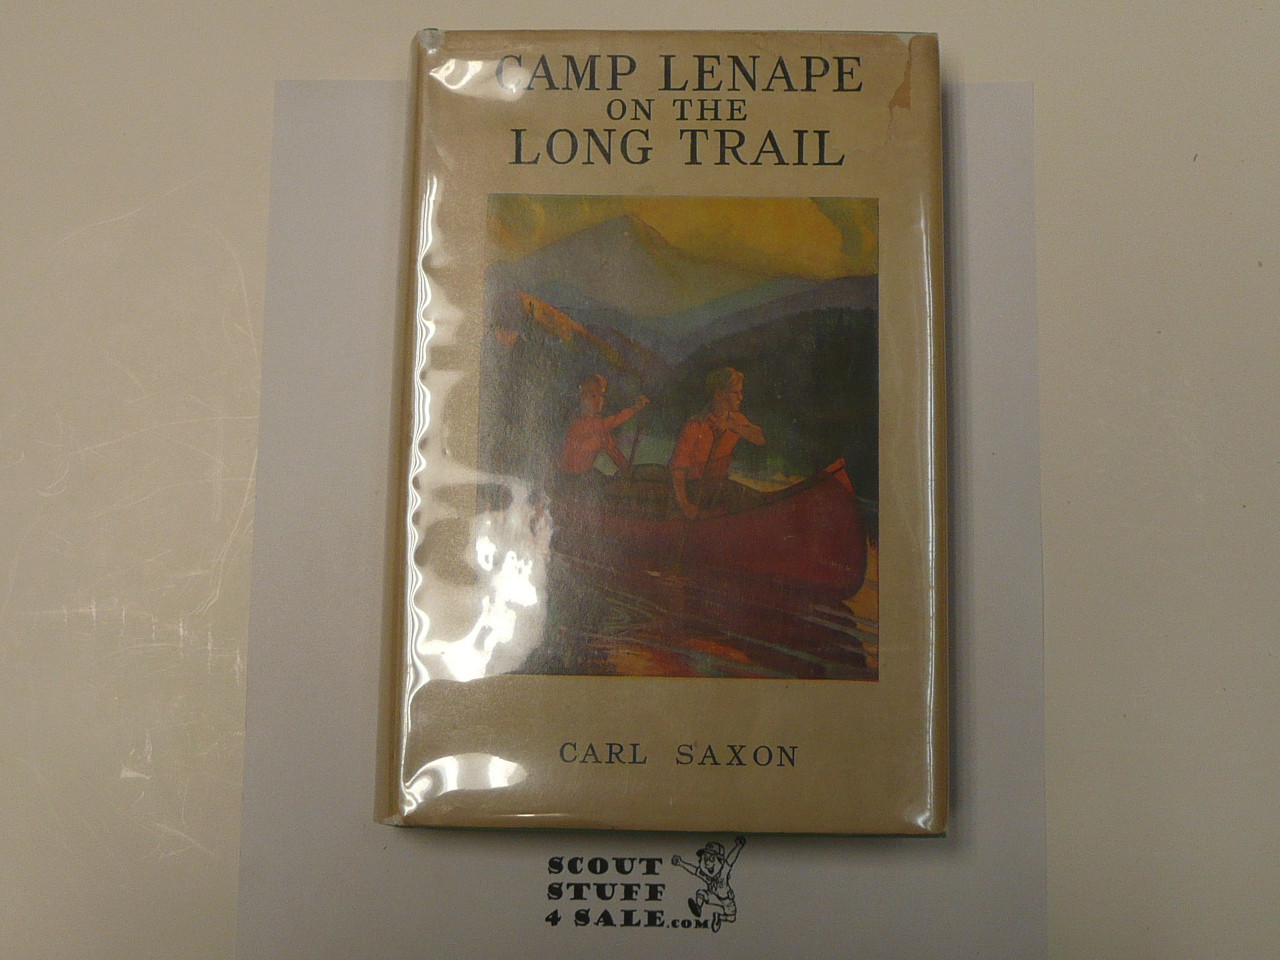 CAMP LENAPE
ON THE
LONG TRAIL
CARL SAXON
SCOUT
STUFF
4 SALE.COM